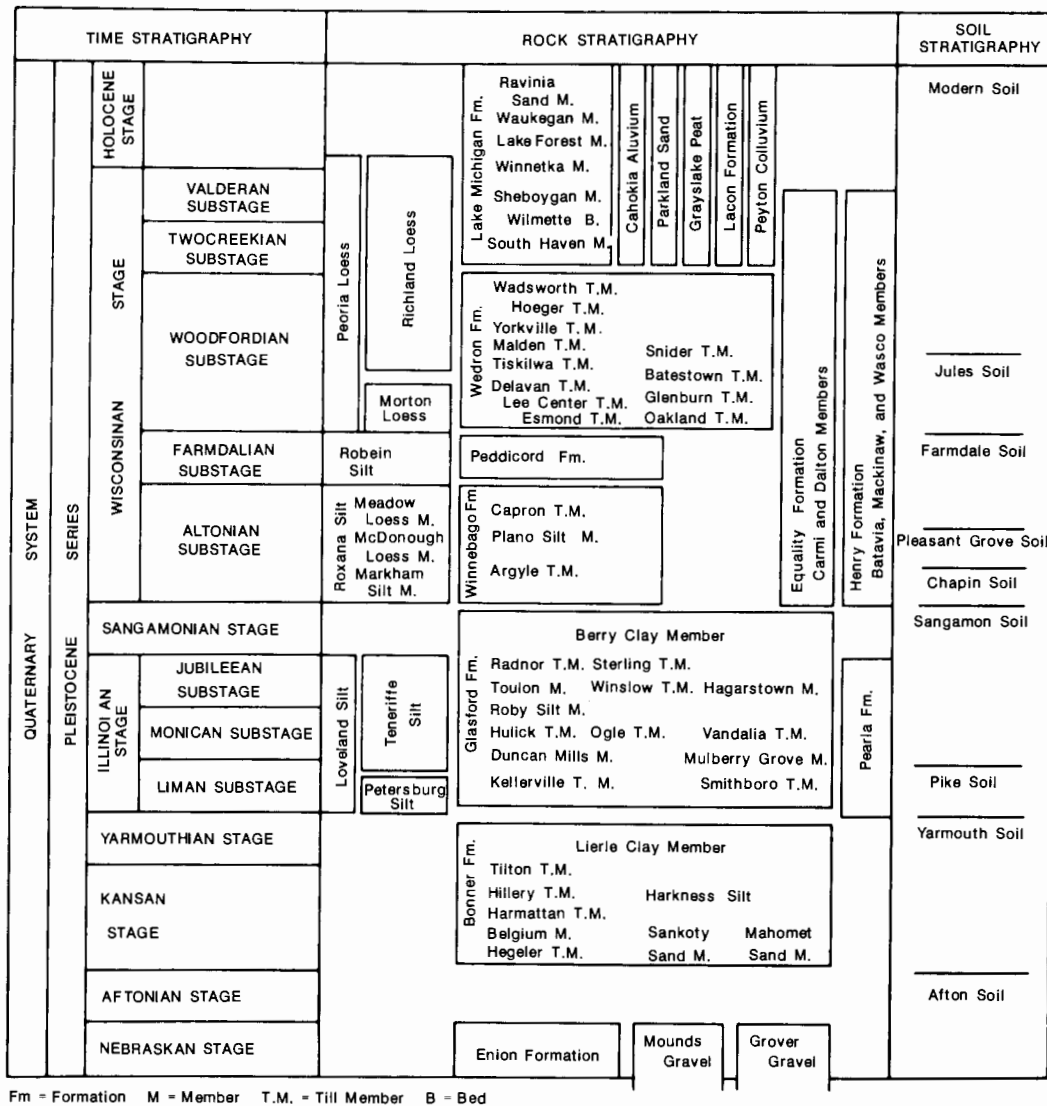 TIME STRATIGRAPHY
ROCK STRATIGRAPHY
SOIL
STRATIGRAPHY
QUATERNARY SYSTEM
PLEISTOCENE SERIES
HOLOCENE
STAGE
WISCONSINAN STAGE
VALDERAN
SUBSTAGE
TWOCREEKIAN
SUBSTAGE
WOODFORDIAN
SUBSTAGE
FARMDALIAN
SUBSTAGE
ALTONIAN
SUBSTAGE
SANGAMONIAN STAGE
ILLINOIAN
STAGE
JUBILEEAN
SUBSTAGE
MONICAN SUBSTAGE
LIMAN SUBSTAGE
YARMOUTHIAN STAGE
KANSAN
STAGE
AFTONIAN STAGE
NEBRASKAN STAGE
Peoria Loess
Richland Loess
Morton
Loess
Robein
Silt
Roxana Silt
Meadow
Loess M.
McDonough
Loess M.
Markham
Silt M.
Loveland Silt
Teneriffe
Silt
Petersburg
Silt
Lake Michigan Fm.
Ravinia
Sand M.
Waukegan M.
Lake Forest M.
Winnetka M.
Sheboygan M.
Wilmette B.
South Haven M.
Cahokia Aluvium
Parkland Sand
Grayslake Peat
Lacon Formation
Peyton Colluvium
Wedron Fm.
Wadsworth T.M.
Hoeger T.M.
Yorkville T.M.
Malden T.M.
Tiskilwa T.M.
Delavan T.M.
Lee Center T.M.
Esmond T.M.
Snider T.M.
Batestown T.M.
Glenburn T.M.
Oakland T.M.
Peddicord Fm.
Winnebago Fm
Capron T.M.
Plano Silt M.
Argyle T.M.
Equality Formation
Carmi and Dalton Members
Henry Formation
Batavia, Mackinaw, and Wasco Members
Glasford Fm.
Berry Clay Member
Radnor T.M. Sterling T.M.
Toulon M. Winslow T.M. Hagarstown M.
Roby Silt M.
Hulick T.M. Ogle T.M. Vandalia T.M.
Duncan Mills M. Mulberry Grove M.
Kellerville T. M. Smithboro T.M.
Pearla Fm.
Bonner Fm.
Lierle Clay Member
Tilton T.M.
Hillery T.M. Harkness Silt
Harmattan T.M.
Belgium M. Sankoty Mahomet
Hegeler T.M. Sand M. Sand M.
Enion Formation
Mounds
Gravel
Grover
Gravel
Modern Soil
Jules Soil
Farmdale Soil
Pleasant Grove Soil
Chapin Soil
Sangamon Soil
Pike Soil
Yarmouth Soil
Afton Soil
Fm = Formation M = Member T.M. = Till Member B = Bed